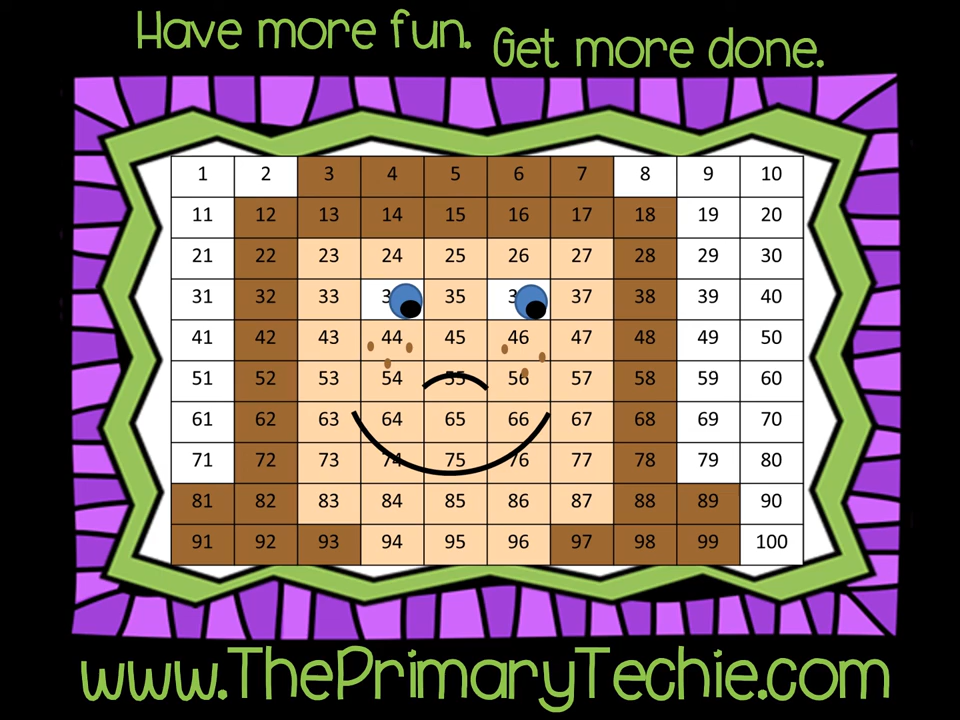 Have more fun. Get more done.
1 2 3 4 5 6 7 8 9 10
11 12 13 14 15 16 17 18 19 20
21 22 23 24 25 26 27 28 29 30
31 32 33 35 37 38 39 40
41 42 43 44 45 46 47 48 49 50
51 52 53 54 55 56 57 58 59 60
61 62 63 64 65 66 67 68 69 70
71 72 73 74 75 76 77 78 79 80
81 82 83 84 85 86 87 88 89 90
91 92 93 94 95 96 97 98 99 100
www.ThePrimaryTechie.com